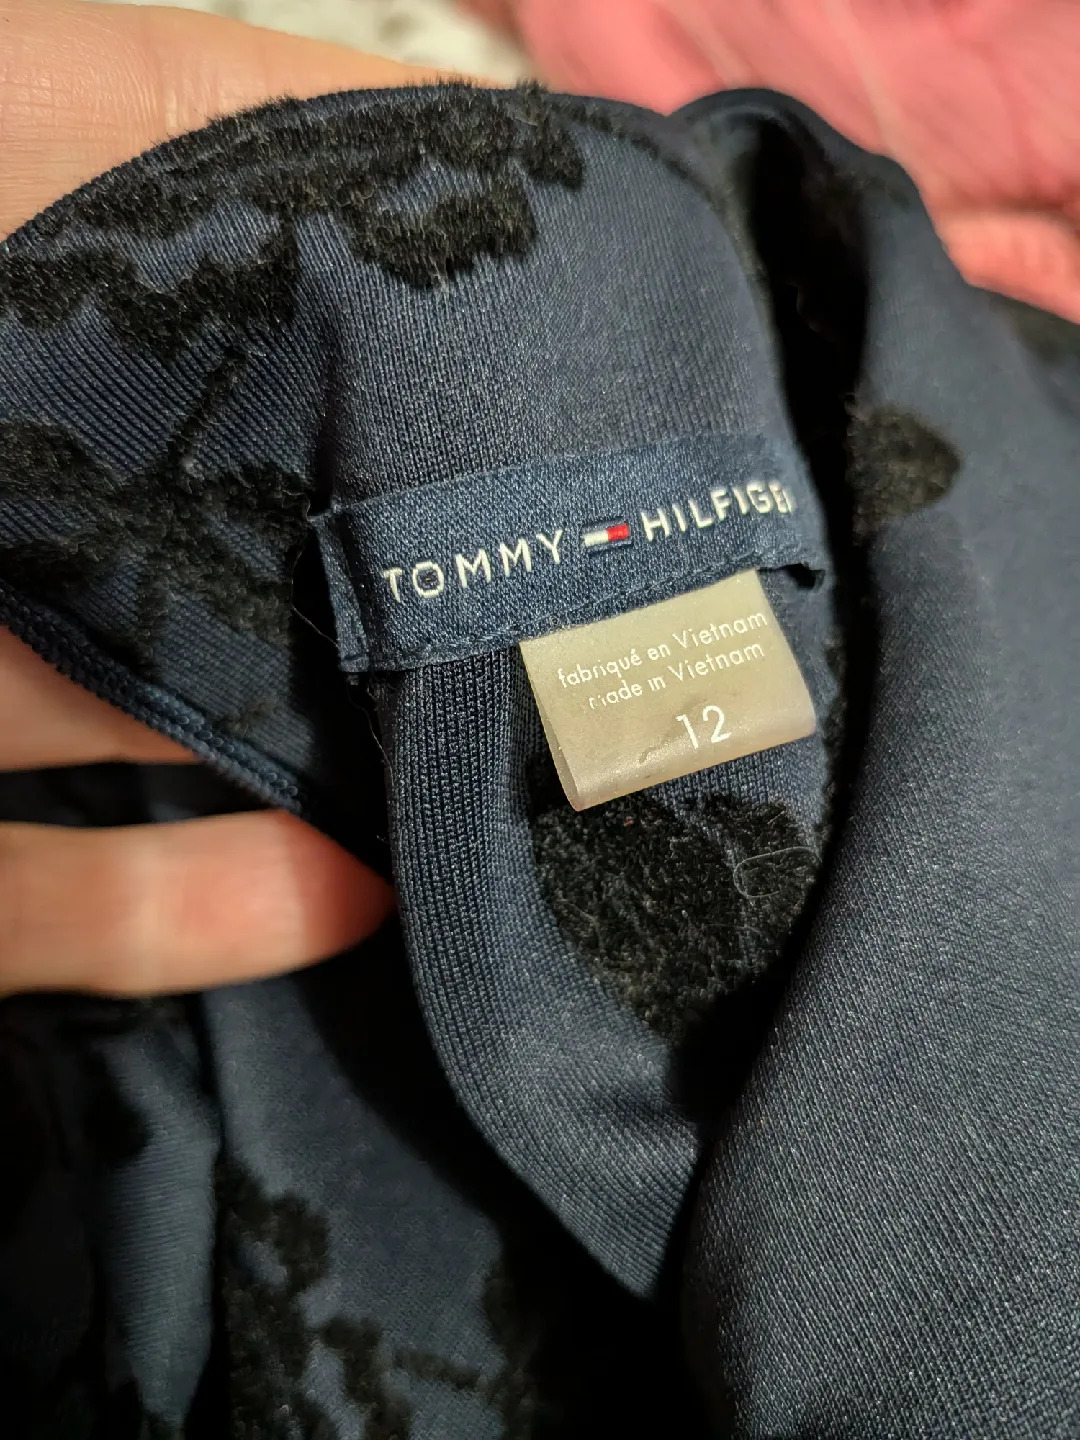 TOMMY HILFIGER
fabriqué en Vietnam
made in Vietnam
12